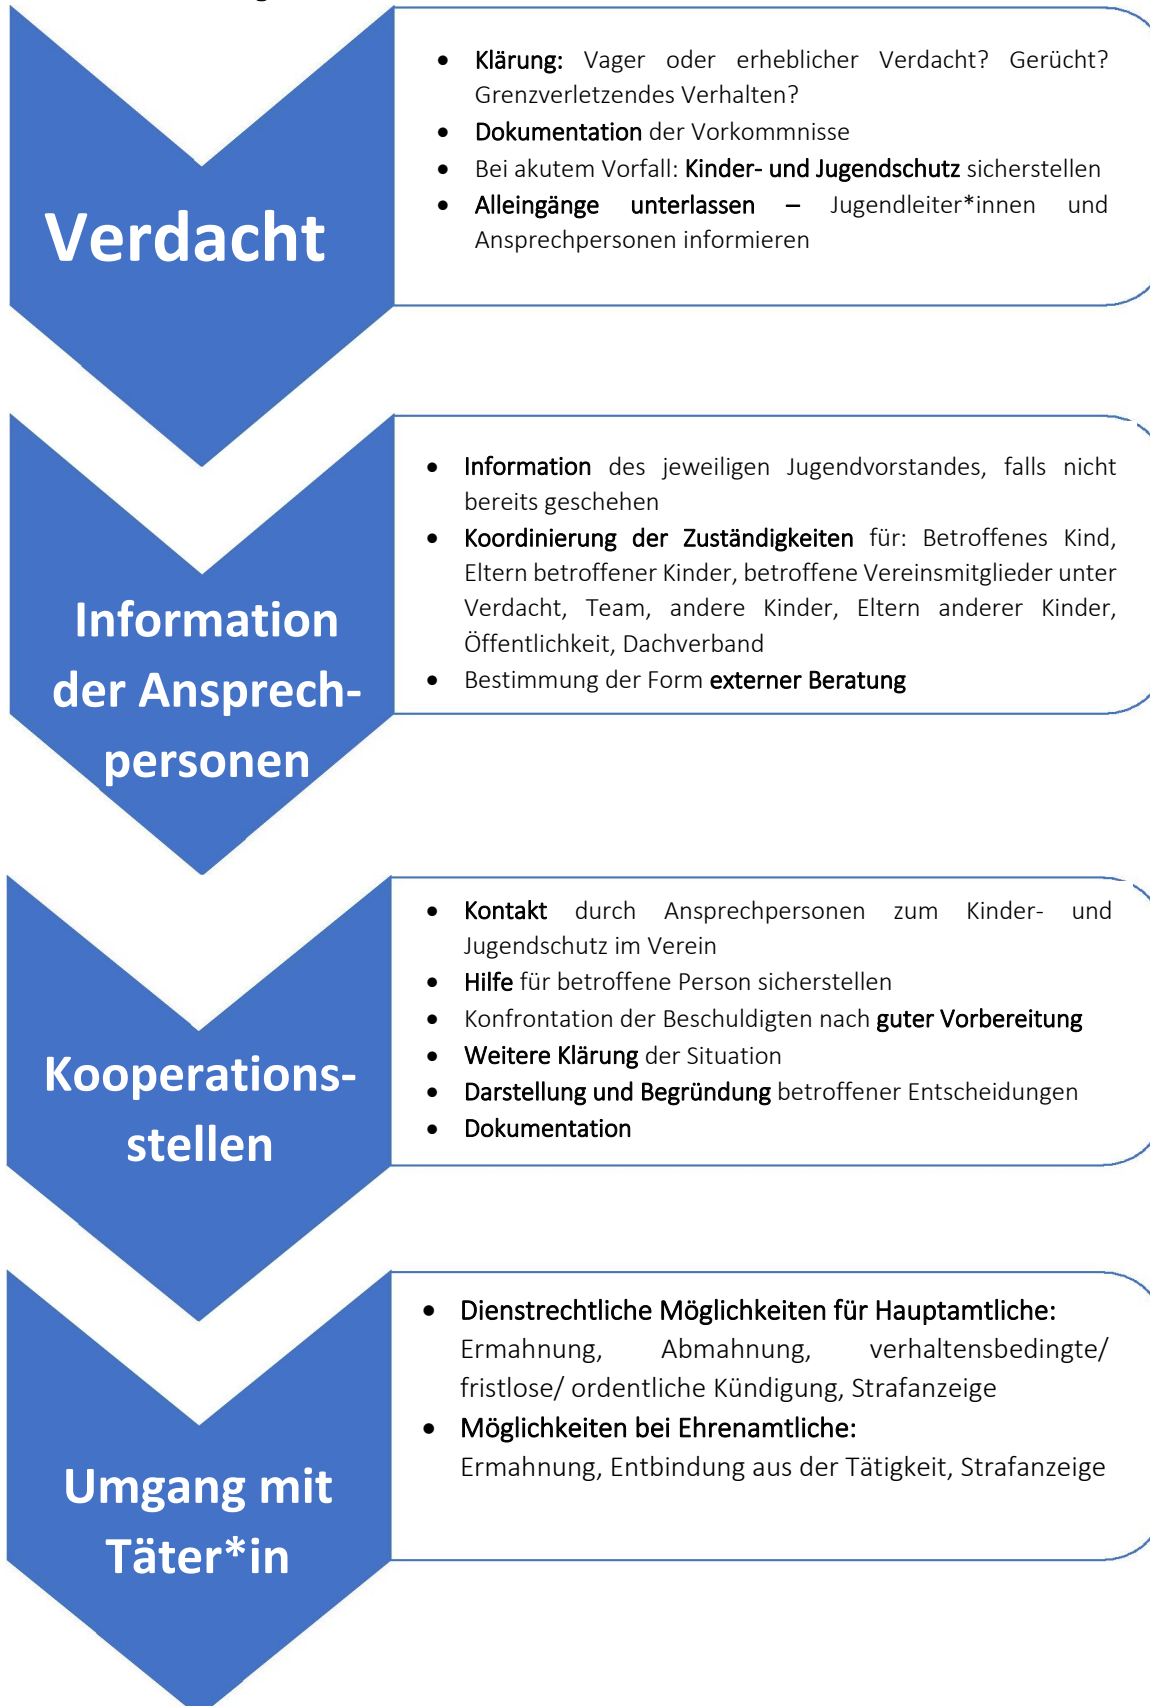 Verdacht
• Klärung: Vager oder erheblicher Verdacht? Gerücht?
Grenzverletzendes Verhalten?
• Dokumentation der Vorkommnisse
• Bei akutem Vorfall: Kinder- und Jugendschutz sicherstellen
• Alleingänge unterlassen – Jugendleiter*innen und
Ansprechpersonen informieren
Information
der Ansprech-
personen
• Information des jeweiligen Jugendvorstandes, falls nicht
bereits geschehen
• Koordinierung der Zuständigkeiten für: Betroffenes Kind,
Eltern betroffener Kinder, betroffene Vereinsmitglieder unter
Verdacht, Team, andere Kinder, Eltern anderer Kinder,
Öffentlichkeit, Dachverband
• Bestimmung der Form externer Beratung
Kooperations-
stellen
• Kontakt durch Ansprechpersonen zum Kinder- und
Jugendschutz im Verein
• Hilfe für betroffene Person sicherstellen
• Konfrontation der Beschuldigten nach guter Vorbereitung
• Weitere Klärung der Situation
• Darstellung und Begründung betroffener Entscheidungen
• Dokumentation
Umgang mit
Täter*in
• Dienstrechtliche Möglichkeiten für Hauptamtliche:
Ermahnung, Abmahnung, verhaltensbedingte/
fristlose/ ordentliche Kündigung, Strafanzeige
• Möglichkeiten bei Ehrenamtliche:
Ermahnung, Entbindung aus der Tätigkeit, Strafanzeige